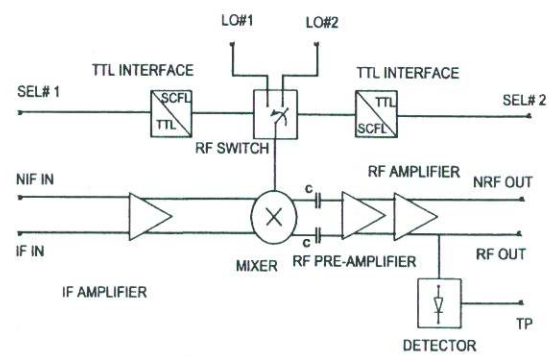 LO#1
LO#2
TTL INTERFACE
TTL INTERFACE
SEL# 1
SCFL
TTL
TTL
SCFL
SEL# 2
RF SWITCH
NIF IN
RF AMPLIFIER
NRF OUT
C
C
IF IN
RF OUT
MIXER
RF PRE-AMPLIFIER
IF AMPLIFIER
TP
DETECTOR